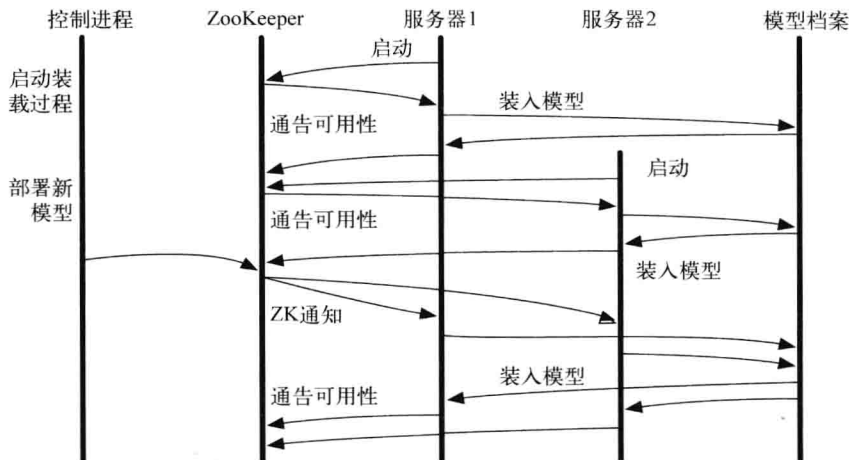 控制进程
ZooKeeper
服务器1
服务器2
模型档案
启动
启动装
载过程
装入模型
通告可用性
启动
部署新
模型
通告可用性
装入模型
ZK通知
装入模型
通告可用性